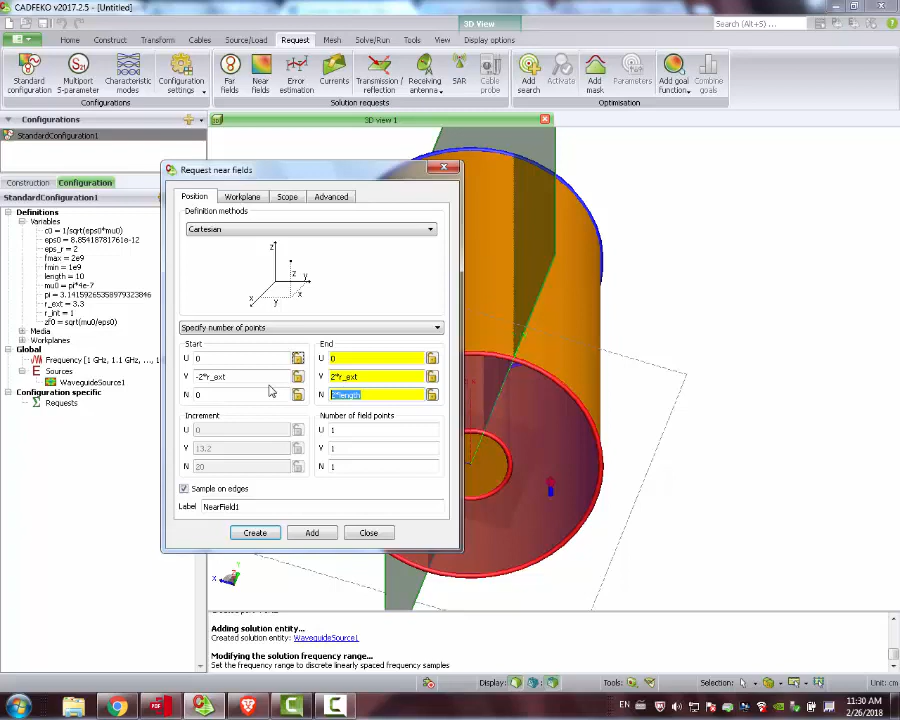 CADFEKO v2017.2.5 - [Untitled]
3D View
Search (Alt+S) ...
Home Construct Transform Cables Source/Load Request Mesh Solve/Run Tools View Display options
Standard configuration
Multiport S-parameter
Characteristic modes
Configuration settings
Far fields
Near fields
Error estimation
Currents
Transmission / reflection
Receiving antenna
SAR
Cable probe
Add search
Activate
Add mask
Parameters
Add goal function
Combine goals
Configurations
Solution requests
Optimisation
Configurations
StandardConfiguration1
Construction Configuration
StandardConfiguration1
Definitions
Variables
c0 = 1/sqrt(eps0*mu0)
eps0 = 8.85418781761e-12
eps_r = 2
fmax = 2e9
fmin = 1e9
length = 10
mu0 = pi*4e-7
pi = 3.14159265358979323846
r_ext = 3.3
r_int = 1
zf0 = sqrt(mu0/eps0)
Media
Workplanes
Global
Frequency [1 GHz, 1.1 GHz, ...
Sources
WaveguideSource1
Configuration specific
Requests
3D view 1
Request near fields
Position Workplane Scope Advanced
Definition methods
Cartesian
z
z
y
x
x
y
Specify number of points
Start
End
U 0
U 0
V -2*r_ext
V 2*r_ext
N 0
N 2*length
Increment
Number of field points
U 0
U 1
V 13.2
V 1
N 20
N 1
Sample on edges
Label NearField1
Create Add Close
X
Y
Adding solution entity...
Created solution entity: WaveguideSource1
Modifying the solution frequency range...
Set the frequency range to discrete linearly spaced frequency samples
Display:
Tools:
Selection:
Unit: cm
EN
11:30 AM
2/26/2018